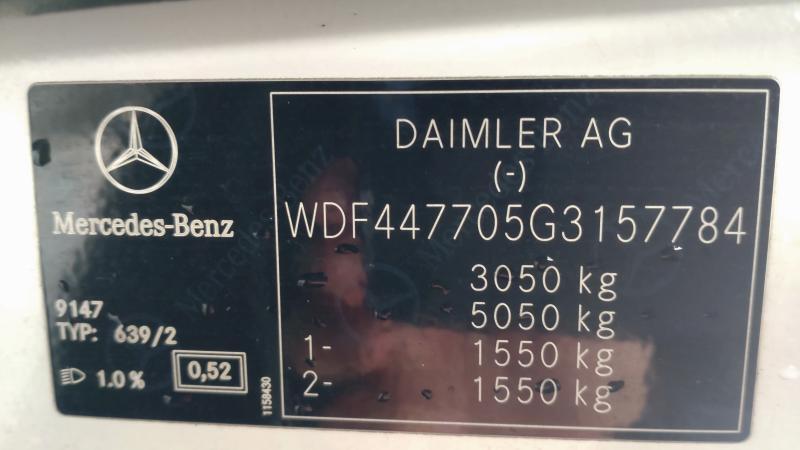 Mercedes-Benz
9147
TYP: 639/2
1.0 %
0,52
1158430
DAIMLER AG
(-)
WDF447705G3157784
3050 kg
5050 kg
1- 1550 kg
2- 1550 kg